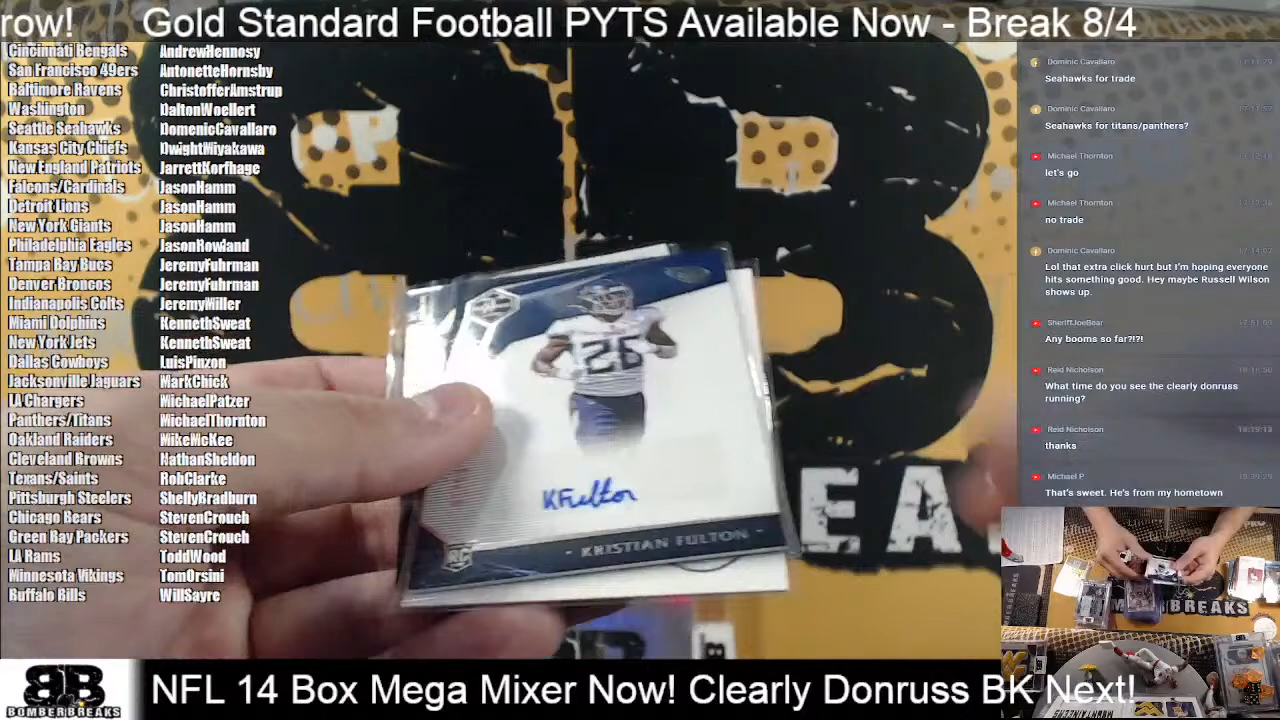 row! Gold Standard Football PYTS Available Now - Break 8/4
Cincinnati Bengals AndrewHennosy
San Francisco 49ers AntonetteHornsby
Baltimore Ravens ChristofferAmstrup
Washington DaltonWoellert
Seattle Seahawks DomenicCavallaro
Kansas City Chiefs DwightMiyakawa
New England Patriots JarrettKorfhage
Falcons/Cardinals JasonHamm
Detroit Lions JasonHamm
New York Giants JasonHamm
Philadelphia Eagles JasonRowland
Tampa Bay Bucs JeremyFuhrman
Denver Broncos JeremyFuhrman
Indianapolis Colts JeremyMiller
Miami Dolphins KennethSweat
New York Jets KennethSweat
Dallas Cowboys LuisPinzon
Jacksonville Jaguars MarkChick
LA Chargers MichaelPatzer
Panthers/Titans MichaelThornton
Oakland Raiders MikeMcKee
Cleveland Browns NathanSheldon
Texans/Saints RobClarke
Pittsburgh Steelers ShellyBradburn
Chicago Bears StevenCrouch
Green Bay Packers StevenCrouch
LA Rams ToddWood
Minnesota Vikings TomOrsini
Buffalo Bills WillSayre
26
KFulton
RC
- KRISTIAN FULTON -
EA
Dominic Cavallaro
Seahawks for trade
Dominic Cavallaro
Seahawks for titans/panthers?
Michael Thornton
let's go
Michael Thornton
no trade
Dominic Cavallaro
Lol that extra click hurt but I'm hoping everyone
hits something good. Hey maybe Russell Wilson
shows up.
SheriffJoeBear
Any booms so far?!?!
Reid Nicholson
What time do you see the clearly donruss
running?
Reid Nicholson
thanks
Michael P
That's sweet. He's from my hometown
BERBREAKS
BB
BOMBERBREAKS
NFL 14 Box Mega Mixer Now! Clearly Donruss BK Next!